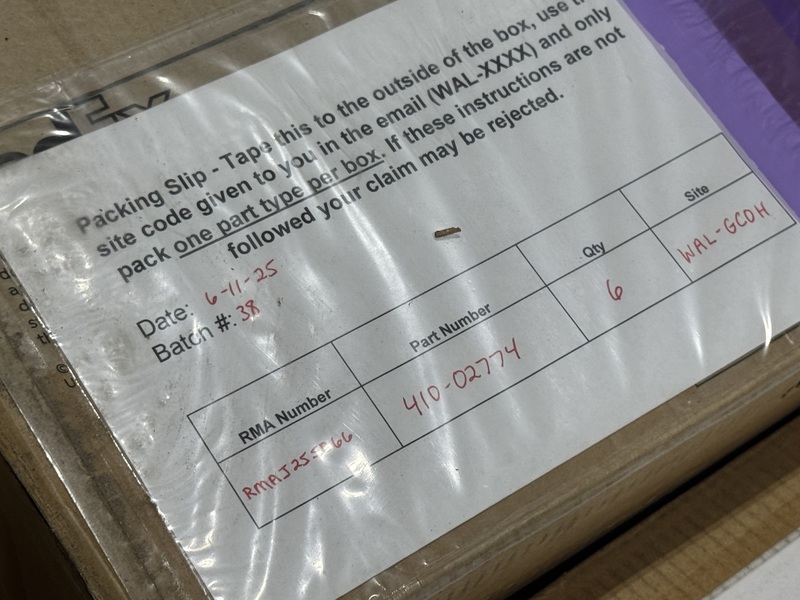 Packing Slip - Tape this to the outside of the box, use
site code given to you in the email (WAL-XXXX) and only
pack one part type per box. If these instructions are not
followed your claim may be rejected.
Date: 6-11-25
Batch #: 38
RMA Number Part Number Qty Site
410-02774 6 WAL-GCOH